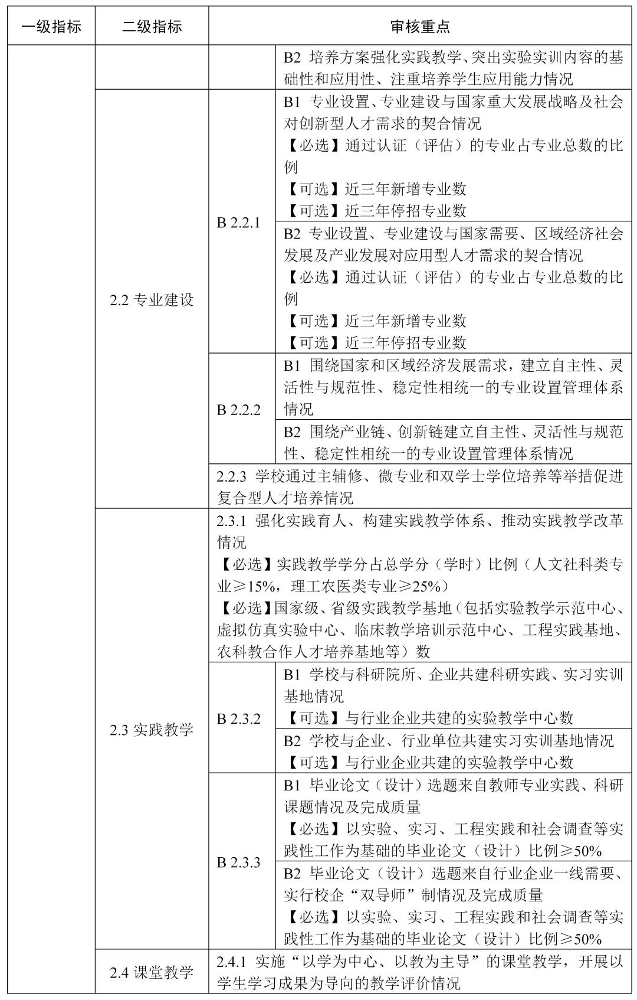 一级指标
二级指标
审核重点
B2 培养方案强化实践教学、突出实验实训内容的基
础性和应用性、注重培养学生应用能力情况
2.2 专业建设
B 2.2.1
B1 专业设置、专业建设与国家重大发展战略及社会
对创新型人才需求的契合情况
【必选】通过认证（评估）的专业占专业总数的比
例
【可选】近三年新增专业数
【可选】近三年停招专业数
B2 专业设置、专业建设与国家需要、区域经济社会
发展及产业发展对应用型人才需求的契合情况
【必选】通过认证（评估）的专业占专业总数的比
例
【可选】近三年新增专业数
【可选】近三年停招专业数
B 2.2.2
B1 围绕国家和区域经济发展需求，建立自主性、灵
活性与规范性、稳定性相统一的专业设置管理体系
情况
B2 围绕产业链、创新链建立自主性、灵活性与规范
性、稳定性相统一的专业设置管理体系情况
2.2.3 学校通过主辅修、微专业和双学士学位培养等举措促进
复合型人才培养情况
2.3 实践教学
2.3.1 强化实践育人、构建实践教学体系、推动实践教学改革
情况
【必选】实践教学学分占总学分（学时）比例（人文社科类专
业≥15%，理工农医类专业≥25%）
【必选】国家级、省级实践教学基地（包括实验教学示范中心、
虚拟仿真实验中心、临床教学培训示范中心、工程实践基地、
农科教合作人才培养基地等）数
B 2.3.2
B1 学校与科研院所、企业共建科研实践、实习实训
基地情况
【可选】与行业企业共建的实验教学中心数
B2 学校与企业、行业单位共建实习实训基地情况
【可选】与行业企业共建的实验教学中心数
B 2.3.3
B1 毕业论文（设计）选题来自教师专业实践、科研
课题情况及完成质量
【必选】以实验、实习、工程实践和社会调查等实
践性工作为基础的毕业论文（设计）比例≥50%
B2 毕业论文（设计）选题来自行业企业一线需要、
实行校企“双导师”制情况及完成质量
【必选】以实验、实习、工程实践和社会调查等实
践性工作为基础的毕业论文（设计）比例≥50%
2.4 课堂教学
2.4.1 实施“以学为中心、以教为主导”的课堂教学，开展以
学生学习成果为导向的教学评价情况